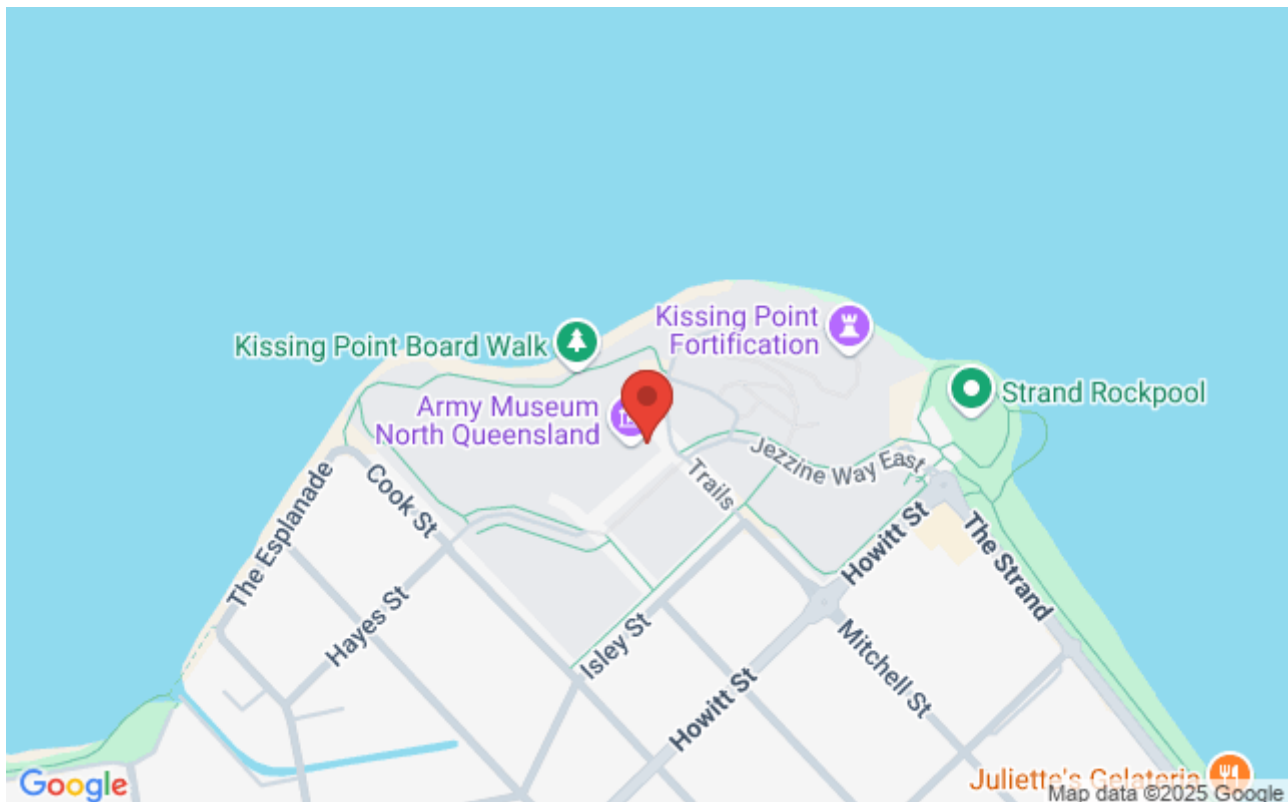 Kissing Point
Fortification
Kissing Point Board Walk
Strand Rockpool
Army Museum
North Queensland
Jezzine Way East
Trails
The Esplanade
Cook St
Howitt St
The Strand
Hayes St
Isley St
Mitchell St
Howitt St
Juliette's Gelateria
Google
Map data ©2025 Google